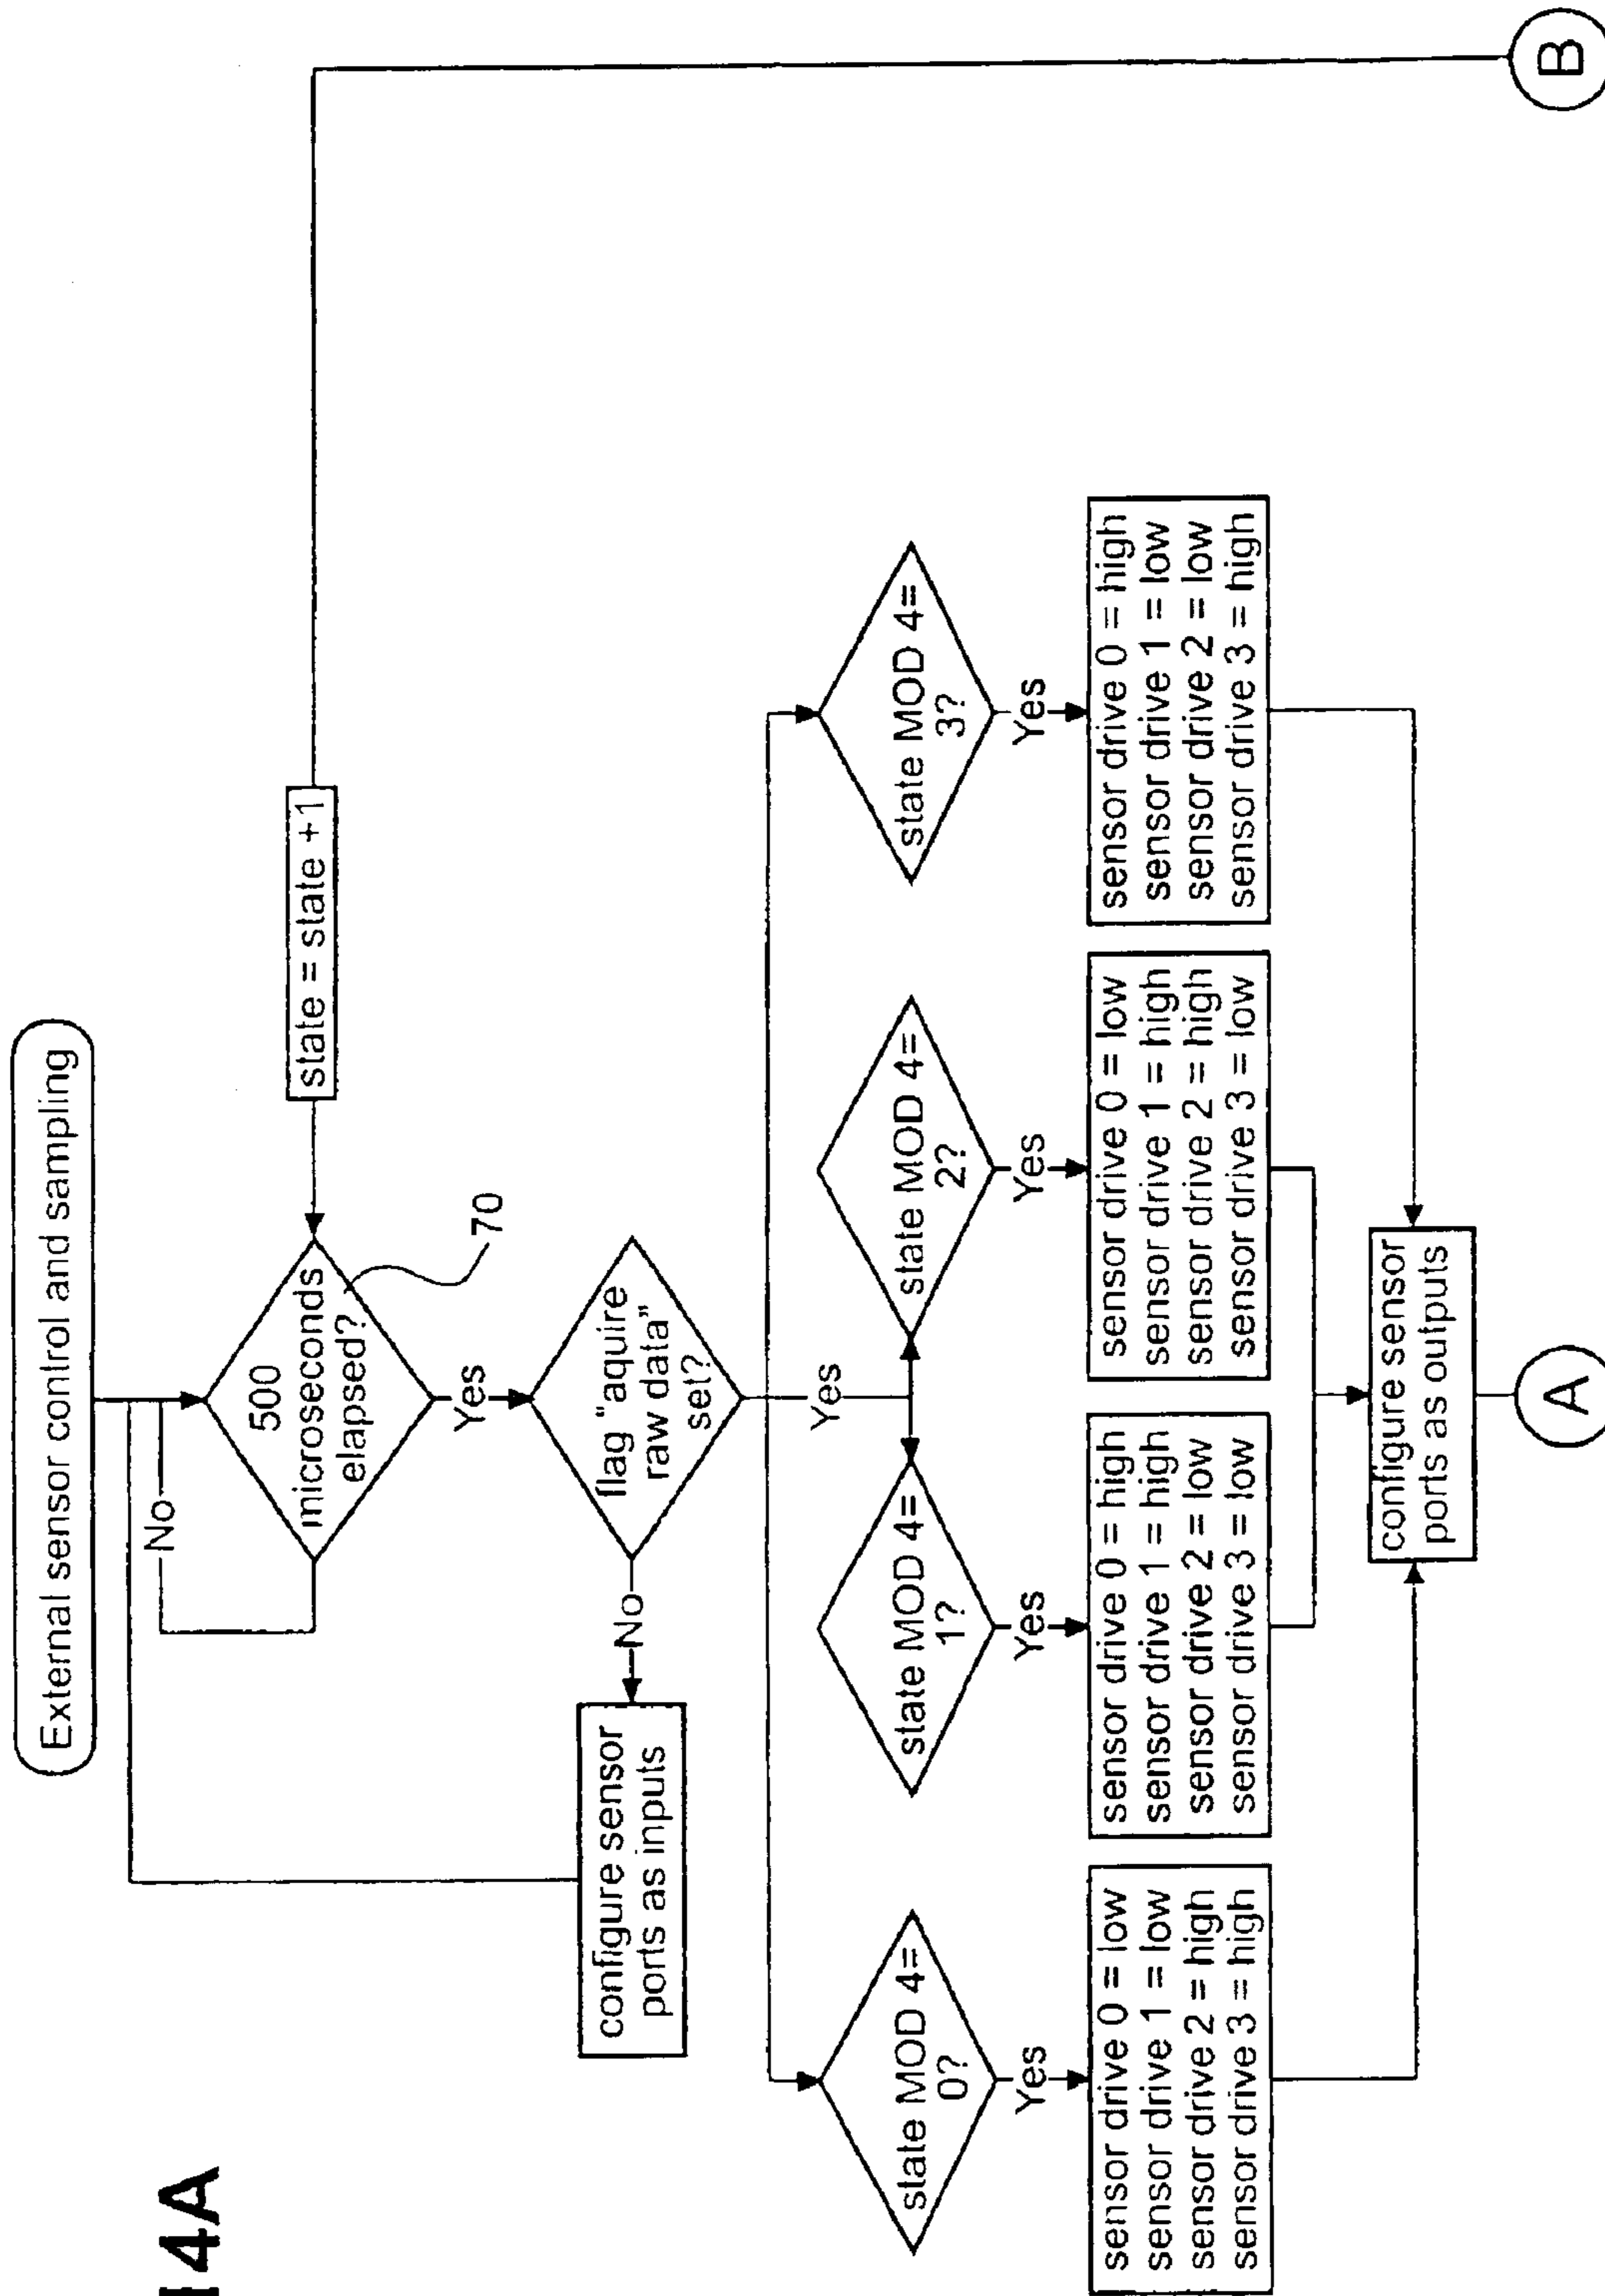 14A
External sensor control and sampling
No
500
microseconds
elapsed?
70
state = state +1
Yes
flag "aquire
raw data"
set?
No
configure sensor
ports as inputs
Yes
state MOD 4=
0?
state MOD 4=
1?
state MOD 4=
2?
state MOD 4=
3?
Yes
Yes
Yes
Yes
sensor drive 0 = low
sensor drive 1 = low
sensor drive 2 = high
sensor drive 3 = high
sensor drive 0 = high
sensor drive 1 = high
sensor drive 2 = low
sensor drive 3 = low
sensor drive 0 = low
sensor drive 1 = high
sensor drive 2 = high
sensor drive 3 = low
sensor drive 0 = high
sensor drive 1 = low
sensor drive 2 = low
sensor drive 3 = high
configure sensor
ports as outputs
A
B